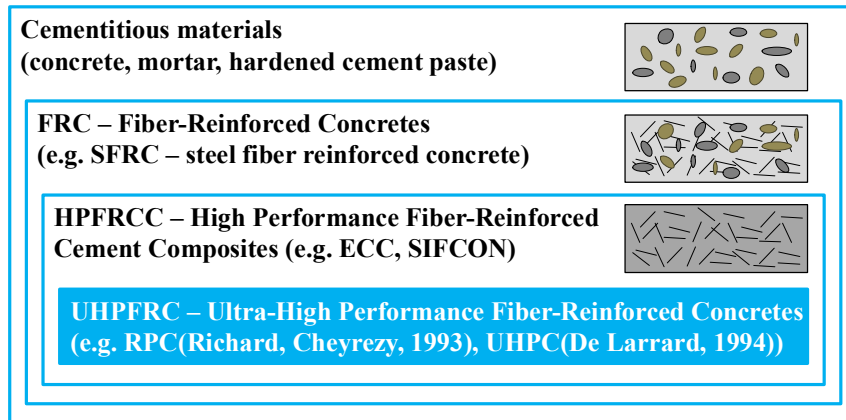 Cementitious materials
(concrete, mortar, hardened cement paste)
FRC – Fiber-Reinforced Concretes
(e.g. SFRC – steel fiber reinforced concrete)
HPFRCC – High Performance Fiber-Reinforced
Cement Composites (e.g. ECC, SIFCON)
UHPFRC – Ultra-High Performance Fiber-Reinforced Concretes
(e.g. RPC(Richard, Cheyrezy, 1993), UHPC(De Larrard, 1994))